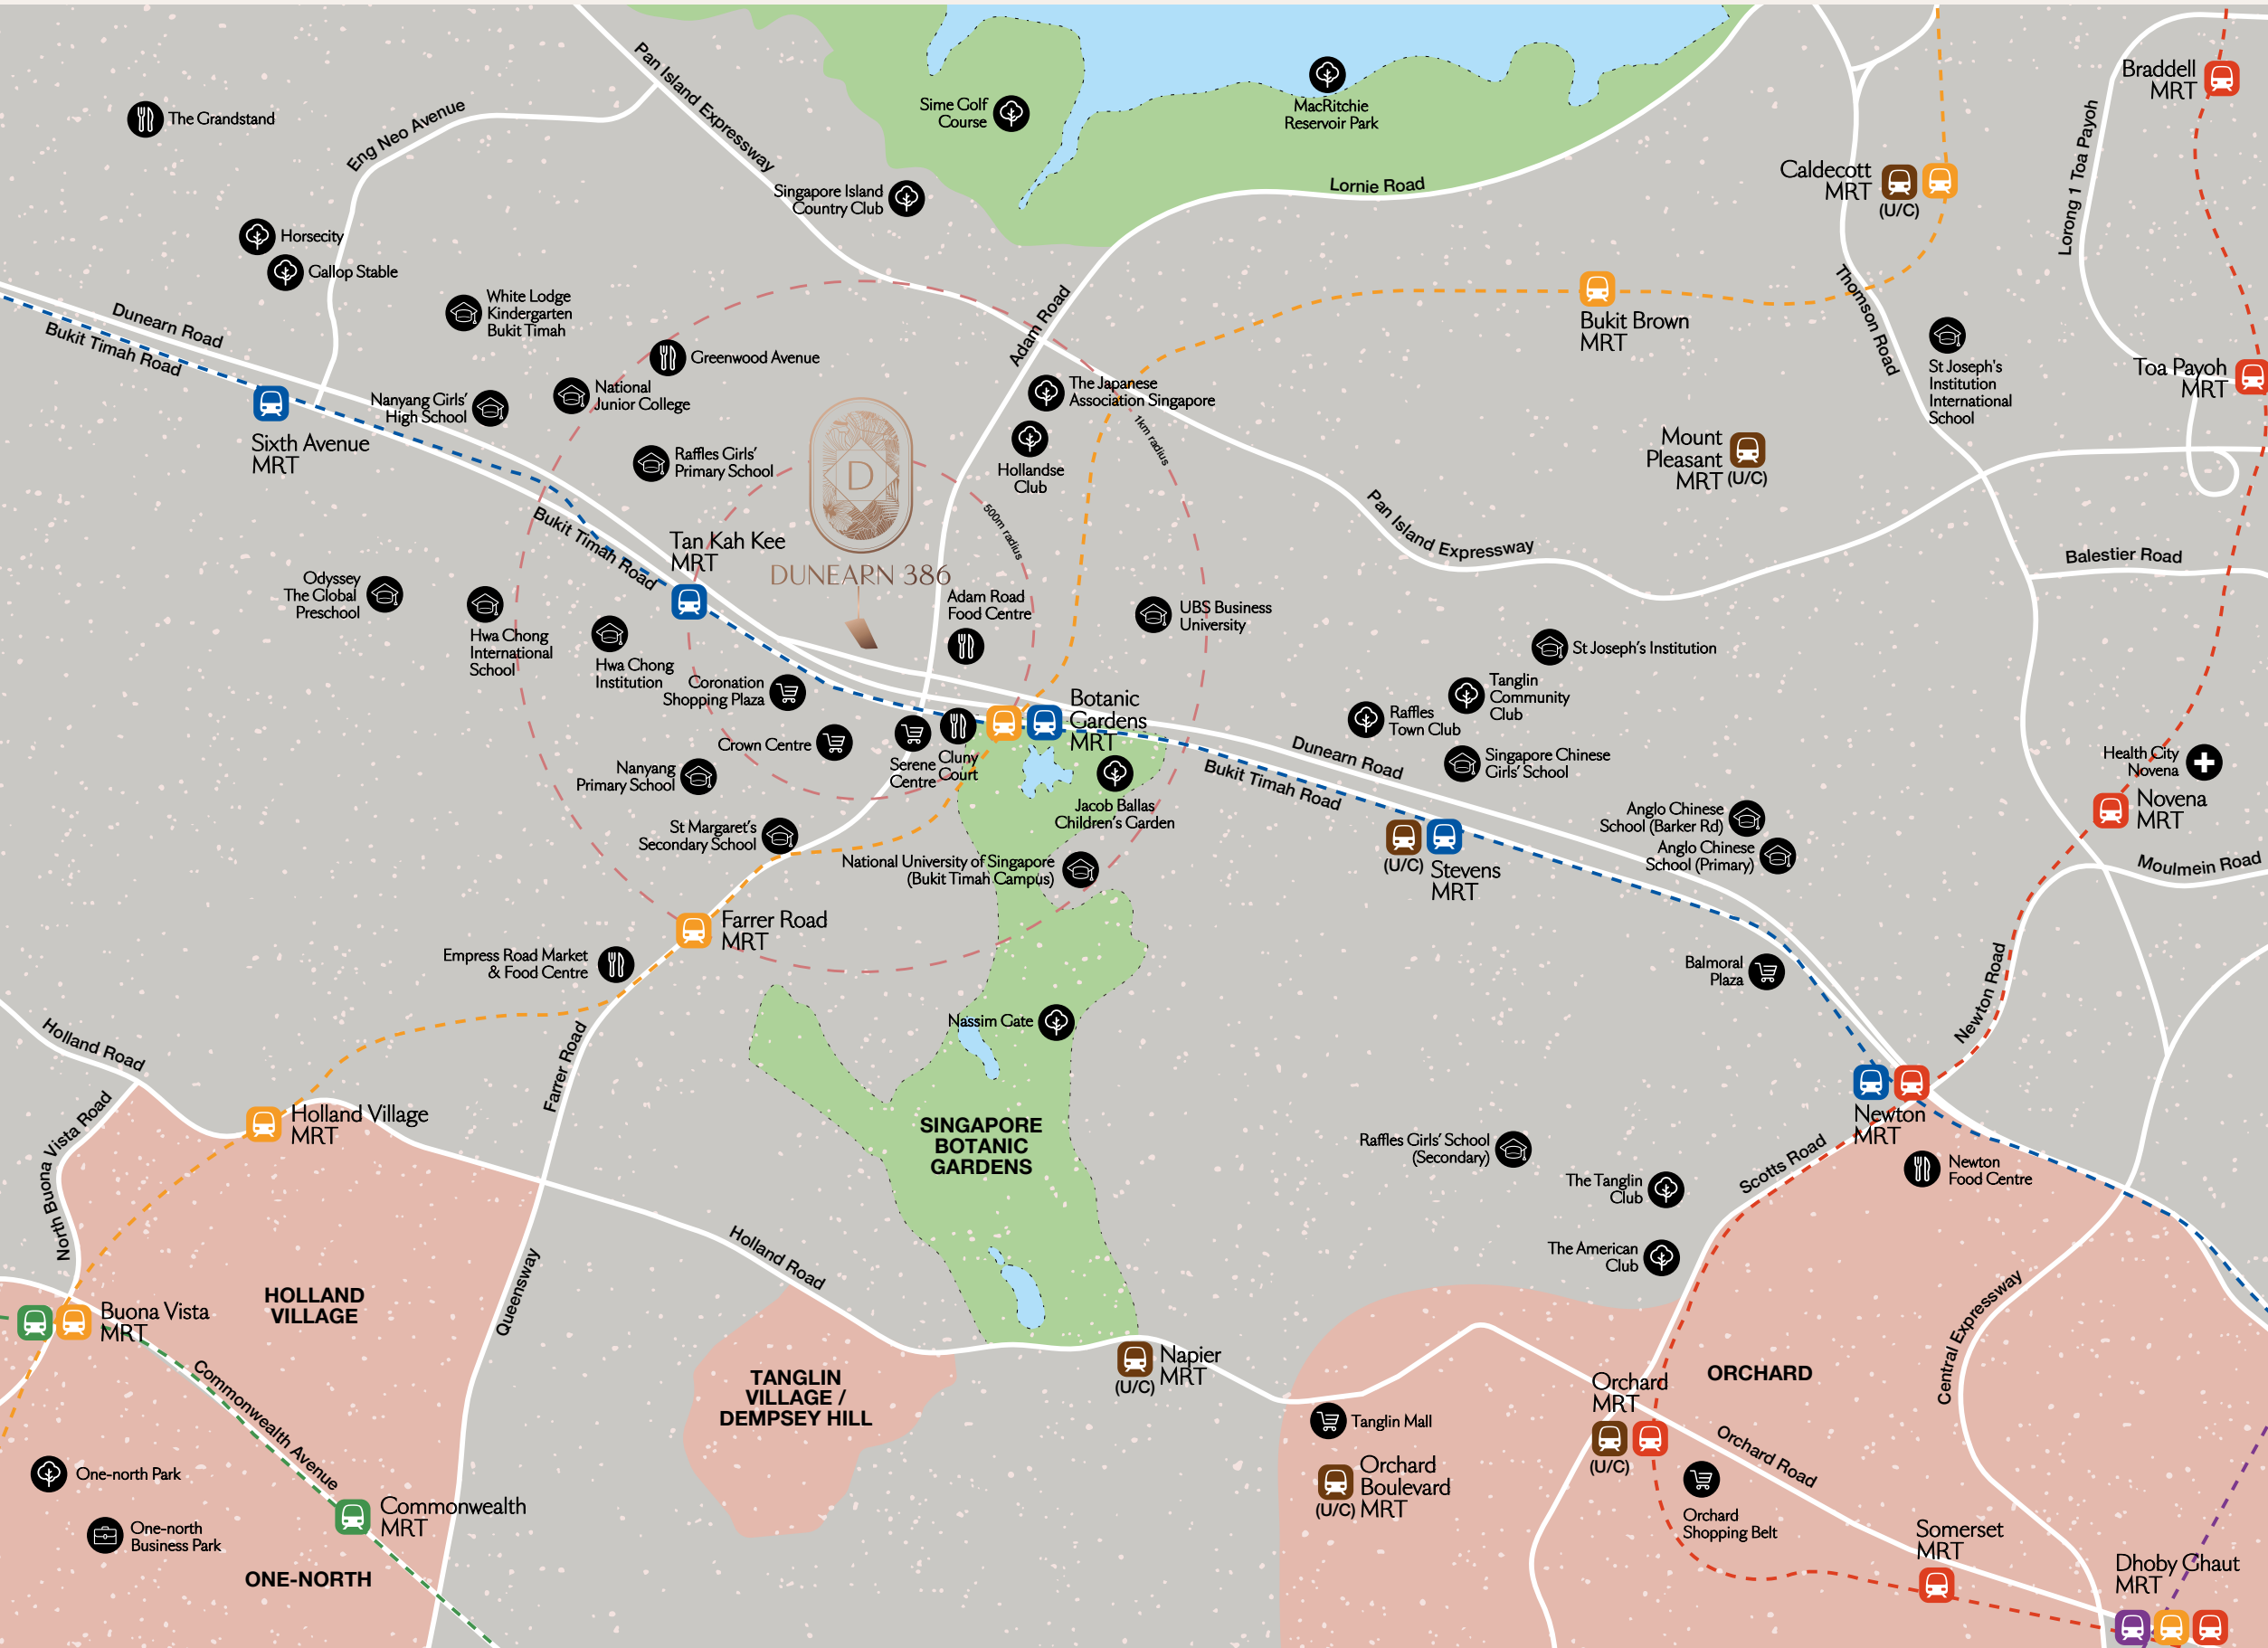 Pan Island Expressway
Braddell
MRT
Sime Golf
Course
MacRitchie
Reservoir Park
The Grandstand
Eng Neo Avenue
Lorong 1 Toa Payoh
Caldecott
MRT
(U/C)
Singapore Island
Country Club
Lornie Road
Horsecity
Gallop Stable
Thomson Road
White Lodge
Kindergarten
Bukit Timah
Dunearn Road
Bukit Timah Road
Adam Road
Bukit Brown
MRT
Greenwood Avenue
St Joseph's
Institution
International
School
Toa Payoh
MRT
Nanyang Girls'
High School
National
Junior College
The Japanese
Association Singapore
1km radius
Sixth Avenue
MRT
Raffles Girls'
Primary School
D
Hollandse
Club
Mount
Pleasant
MRT
(U/C)
500m radius
Pan Island Expressway
Bukit Timah Road
Tan Kah Kee
MRT
DUNEARN 386
Balestier Road
Odyssey
The Global
Preschool
Adam Road
Food Centre
UBS Business
University
Hwa Chong
International
School
Hwa Chong
Institution
St Joseph's Institution
Coronation
Shopping Plaza
Botanic
Gardens
MRT
Tanglin
Community
Club
Raffles
Town Club
Crown Centre
Serene
Centre
Cluny
Court
Dunearn Road
Bukit Timah Road
Singapore Chinese
Girls' School
Health City
Novena
Nanyang
Primary School
Jacob Ballas
Children's Garden
Novena
MRT
St Margaret's
Secondary School
Anglo Chinese
School (Barker Rd)
Anglo Chinese
School (Primary)
(U/C)
Stevens
MRT
National University of Singapore
(Bukit Timah Campus)
Moulmein Road
Farrer Road
MRT
Empress Road Market
& Food Centre
Balmoral
Plaza
Newton Road
Nassim Gate
Holland Road
Farrer Road
North Buona Vista Road
Holland Village
MRT
SINGAPORE
BOTANIC
GARDENS
Newton
MRT
Raffles Girls' School
(Secondary)
Scotts Road
Newton
Food Centre
The Tanglin
Club
Holland Road
The American
Club
Queensway
HOLLAND
VILLAGE
Buona Vista
MRT
Central Expressway
Commonwealth Avenue
TANGLIN
VILLAGE /
DEMPSEY HILL
Napier
MRT
(U/C)
ORCHARD
Orchard
MRT
(U/C)
Tanglin Mall
Orchard Road
One-north Park
Orchard
Boulevard
MRT
(U/C)
Orchard
Shopping Belt
Commonwealth
MRT
One-north
Business Park
ONE-NORTH
Somerset
MRT
Dhoby Ghaut
MRT